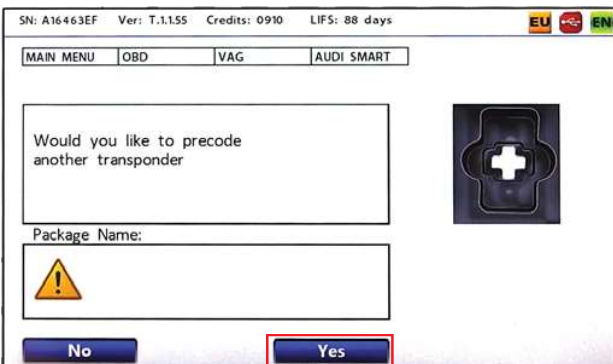 SN: A16463EF Ver: T.1.1.55 Credits: 0910 LIFS: 88 days EU EN
MAIN MENU OBD VAG AUDI SMART
Would you like to precode
another transponder
Package Name:
No Yes